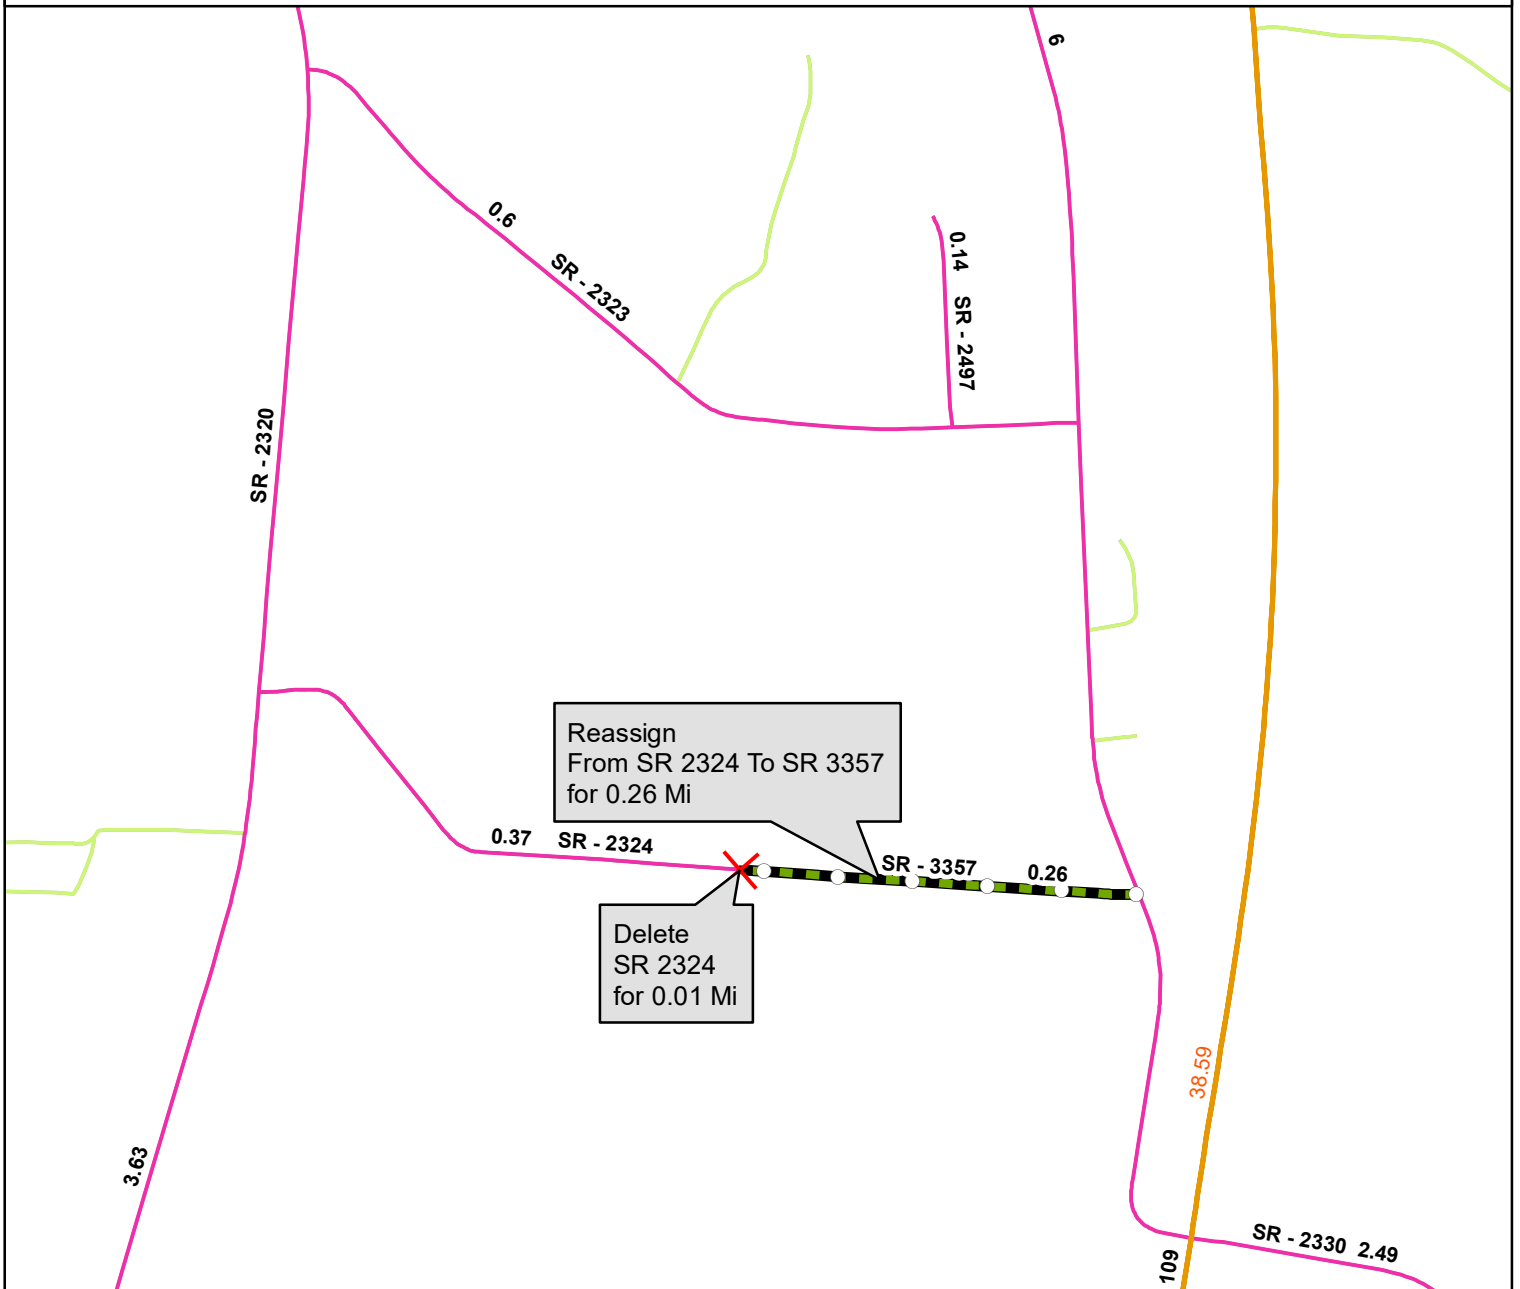 6
0.6
SR - 2323
0.14 SR - 2497
SR - 2320
Reassign
From SR 2324 To SR 3357
for 0.26 Mi
0.37 SR - 2324
SR - 3357 0.26
Delete
SR 2324
for 0.01 Mi
38.59
3.63
SR - 2330 2.49
109